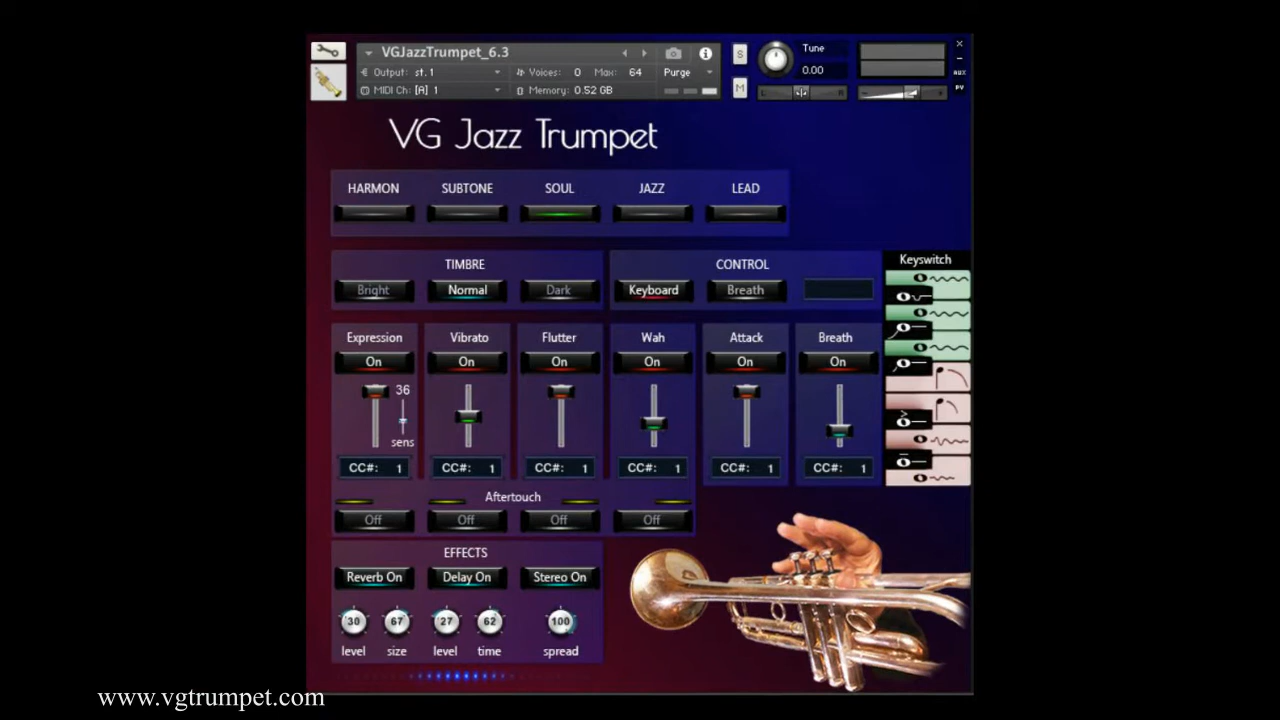 VGJazzTrumpet_6.3
Output: st.1 Voices: 0 Max: 64 Purge
MIDI Ch: [A] 1 Memory: 0.52 GB
S
M
Tune
0.00
L R
×
-
aux
pv
VG Jazz Trumpet
HARMON SUBTONE SOUL JAZZ LEAD
TIMBRE CONTROL
Bright Normal Dark Keyboard Breath
Keyswitch
Expression Vibrato Flutter Wah Attack Breath
On On On On On On
36
sens
CC#: 1 CC#: 1 CC#: 1 CC#: 1 CC#: 1 CC#: 1
Aftertouch
Off Off Off Off
EFFECTS
Reverb On Delay On Stereo On
30 67 27 62 100
level size level time spread
www.vgtrumpet.com